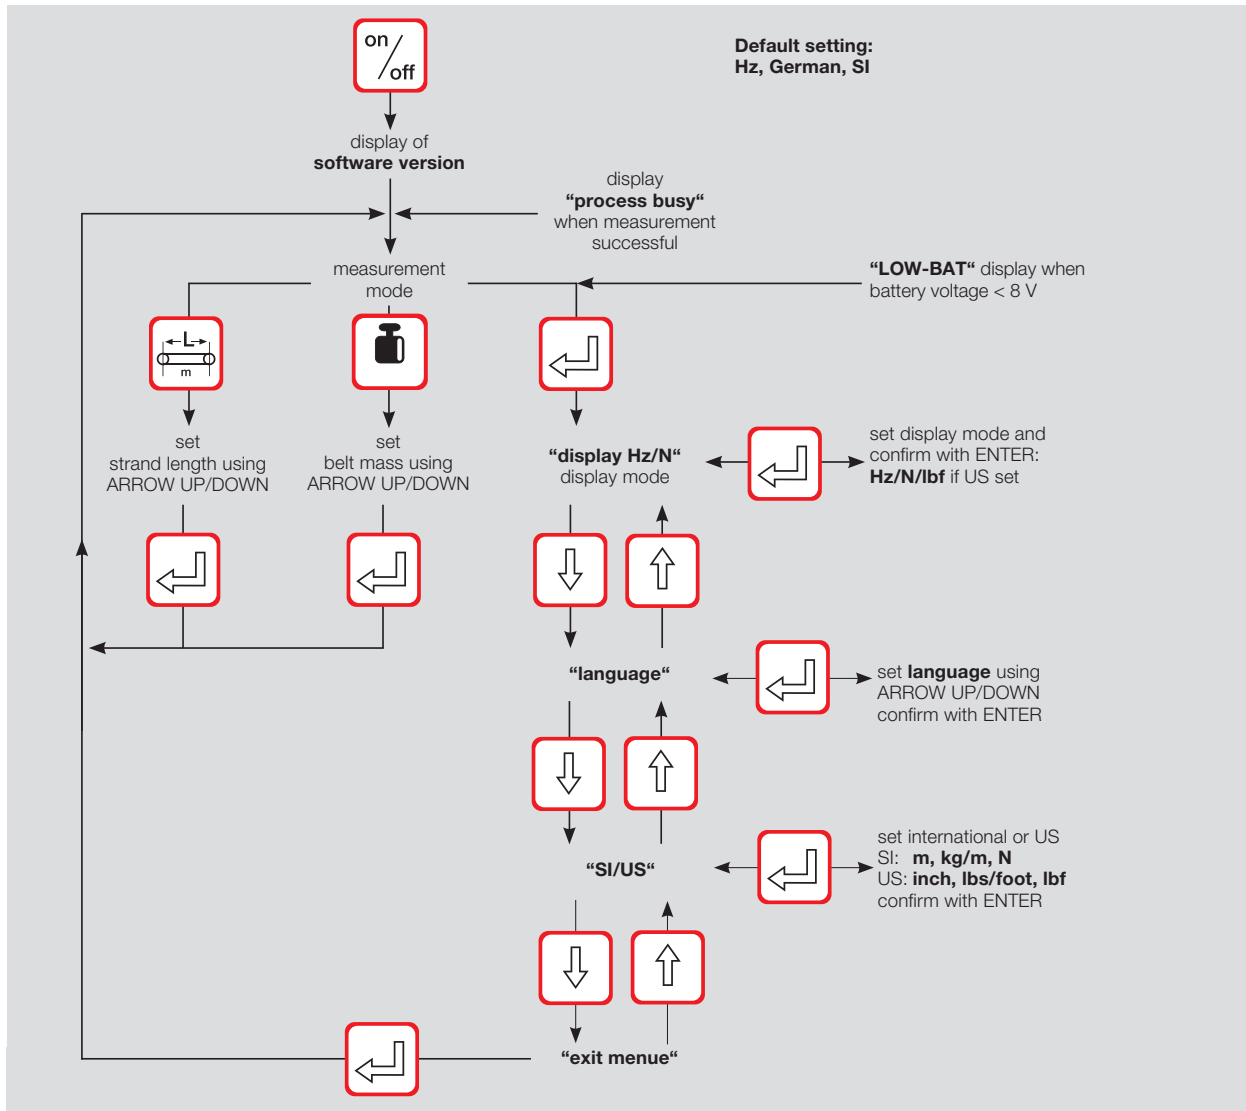 on
off
Default setting:
Hz, German, SI
display of
software version
display
“process busy“
when measurement
successful
measurement
mode
“LOW-BAT“ display when
battery voltage < 8 V
L
m
set
strand length using
ARROW UP/DOWN
set
belt mass using
ARROW UP/DOWN
“display Hz/N“
display mode
set display mode and
confirm with ENTER:
Hz/N/lbf if US set
“language“
set language using
ARROW UP/DOWN
confirm with ENTER
“SI/US“
set international or US
SI: m, kg/m, N
US: inch, lbs/foot, lbf
confirm with ENTER
“exit menue“